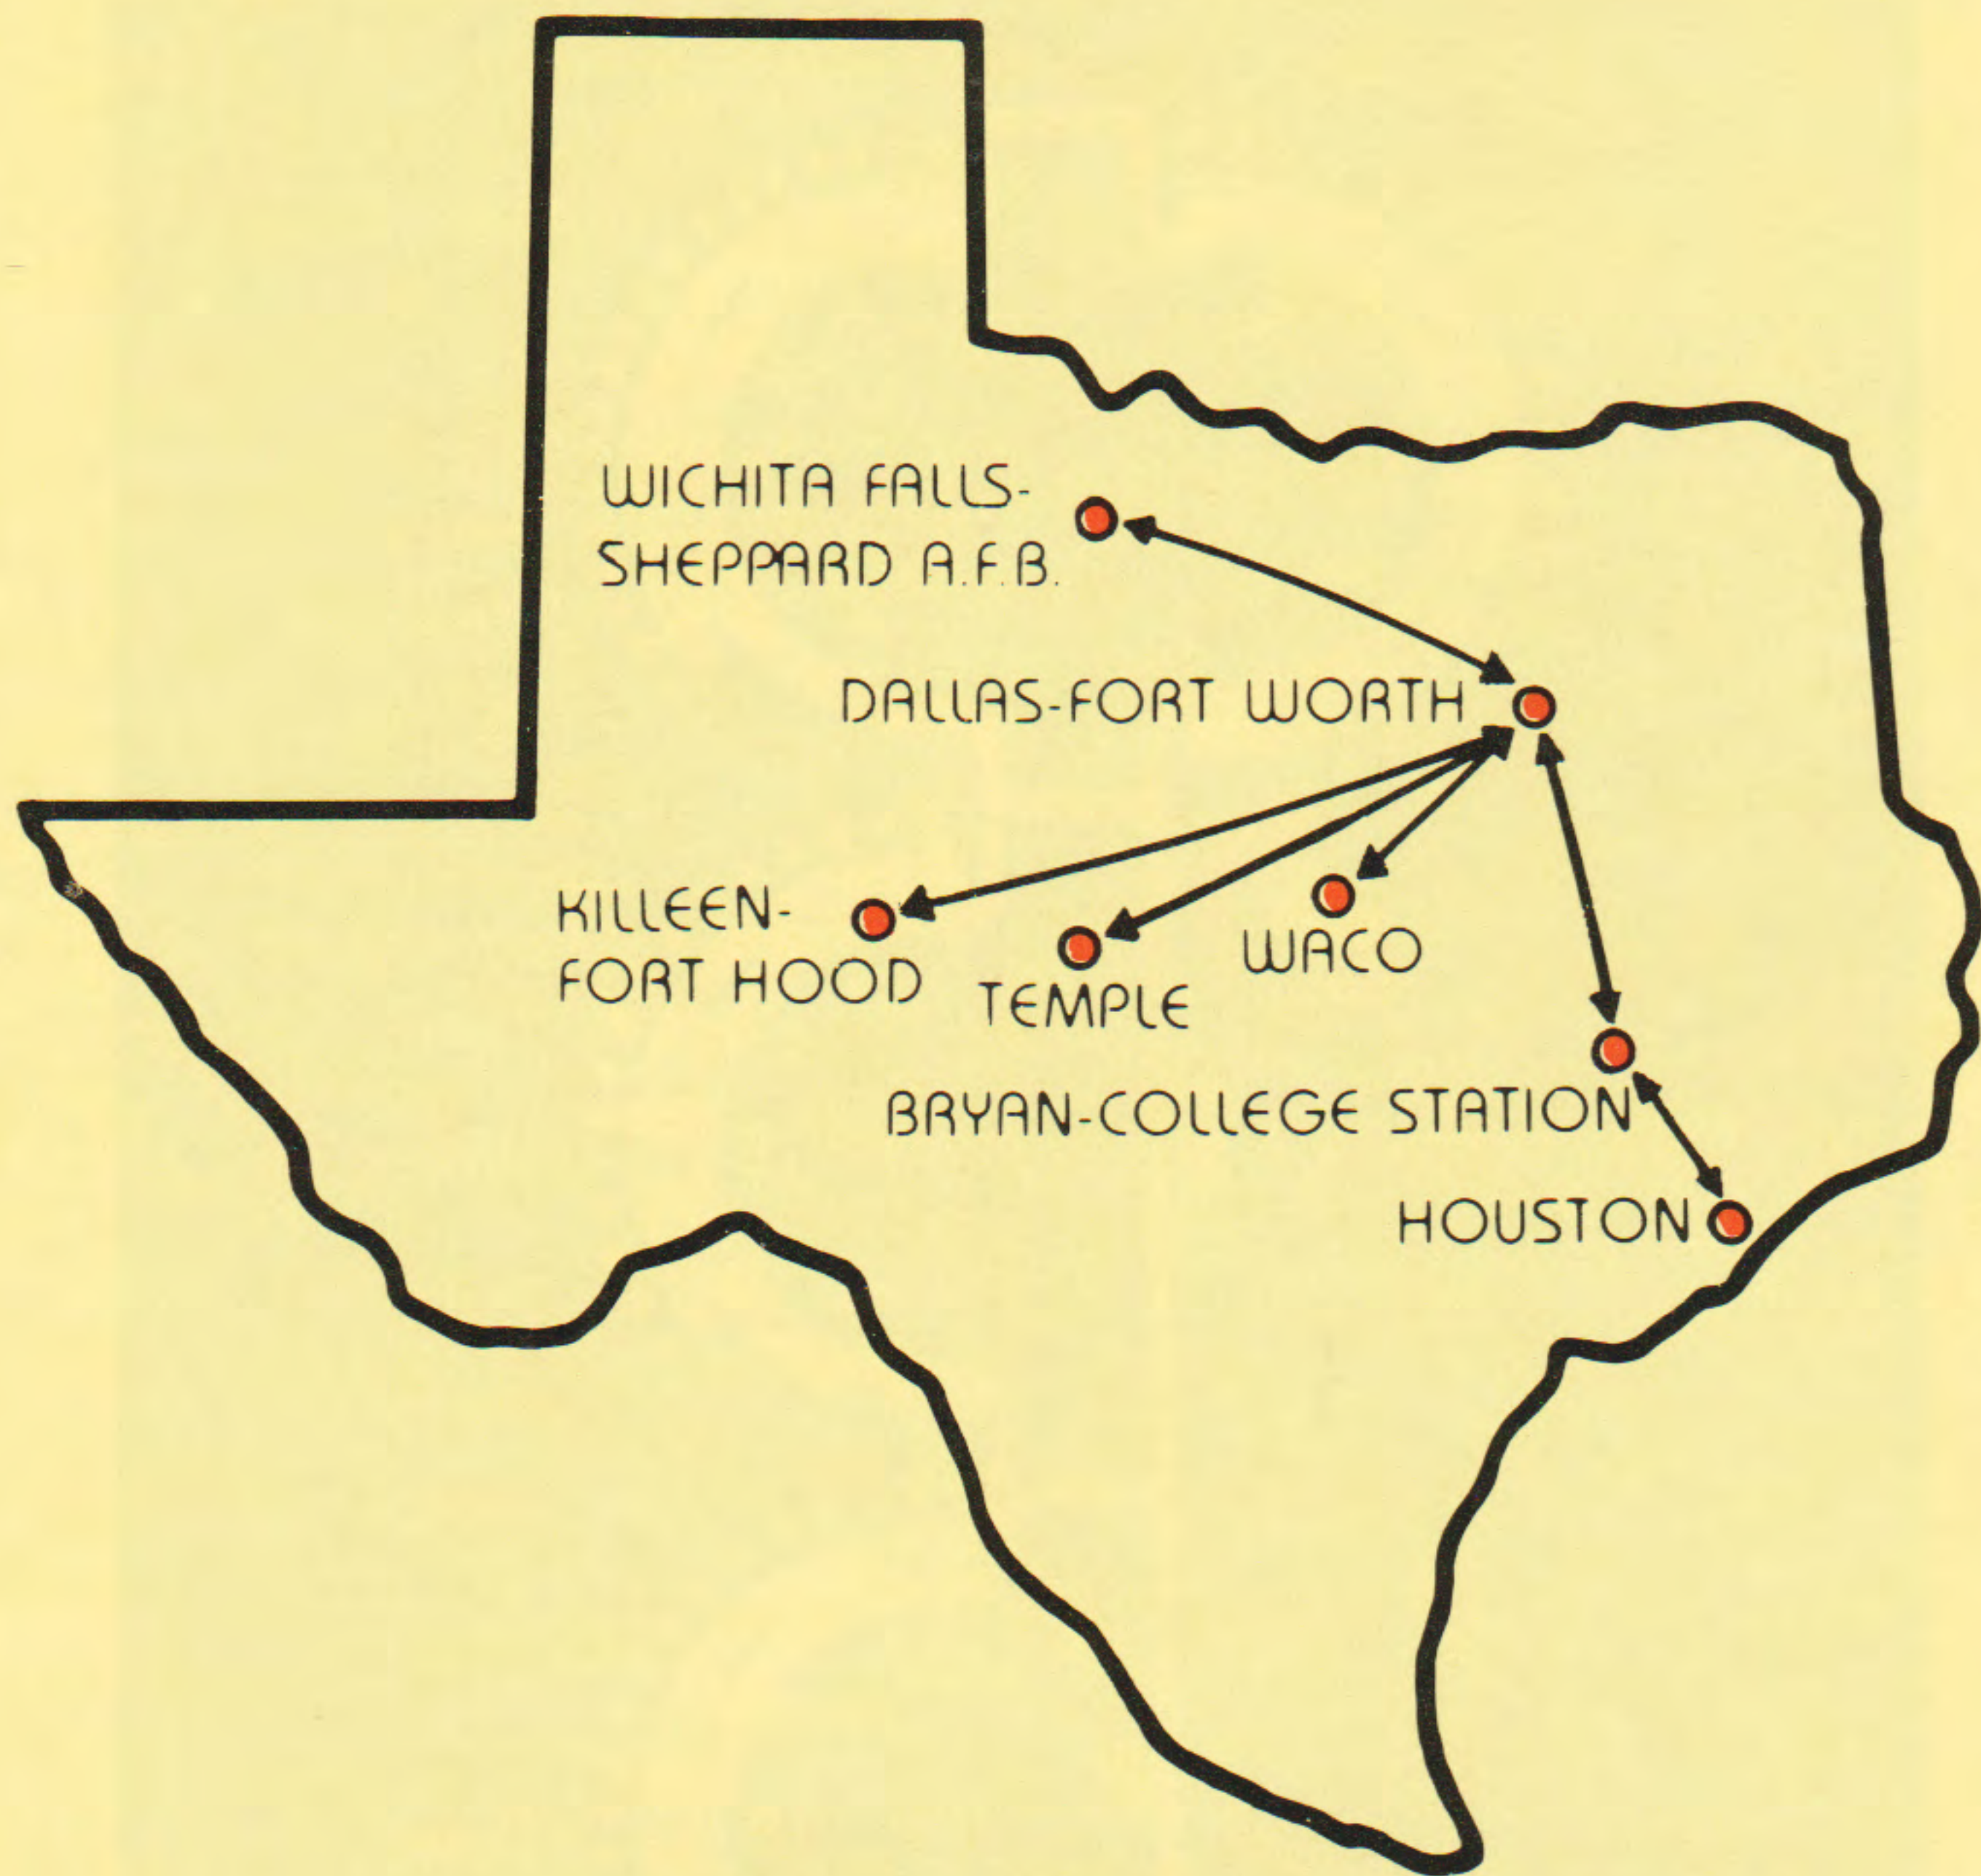 WICHITA FALLS-
SHEPPARD A.F.B.
DALLAS-FORT WORTH
KILLEEN-
FORT HOOD
TEMPLE
WACO
BRYAN-COLLEGE STATION
HOUSTON